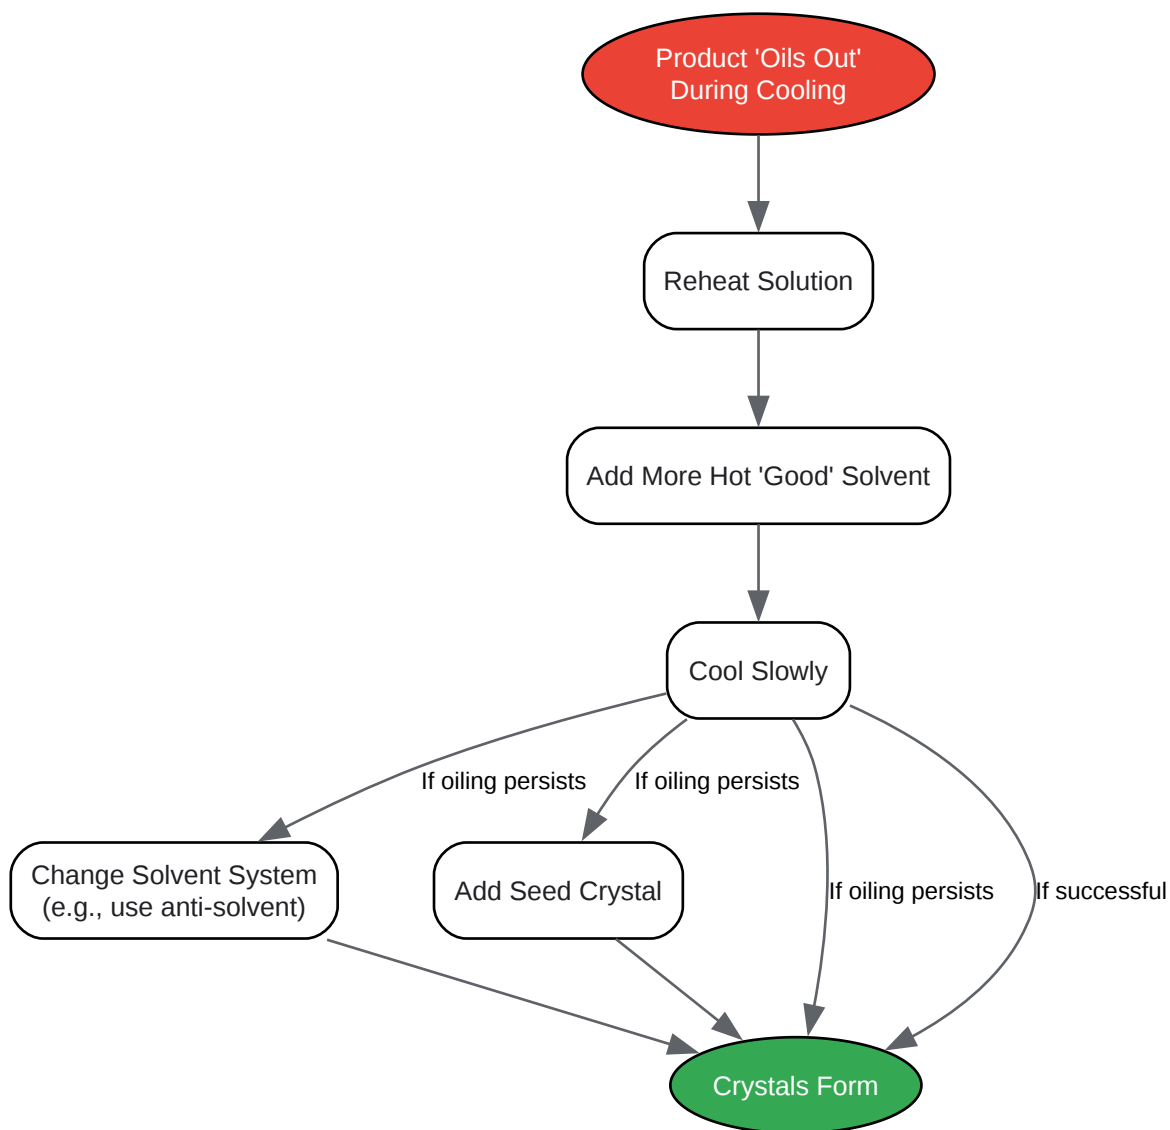 Product 'Oils Out'
During Cooling
Reheat Solution
Add More Hot 'Good' Solvent
Cool Slowly
If oiling persists
If oiling persists
Change Solvent System
(e.g., use anti-solvent)
Add Seed Crystal
If oiling persists
If successful
Crystals Form